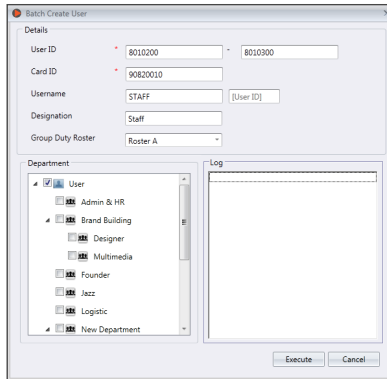 Batch Create User
Details
User ID * 8010200 - 8010300
Card ID * 90820010
Username STAFF [User ID]
Designation Staff
Group Duty Roster Roster A
Department
User
Admin & HR
Brand Building
Designer
Multimedia
Founder
Jazz
Logistic
New Department
Log
Execute Cancel